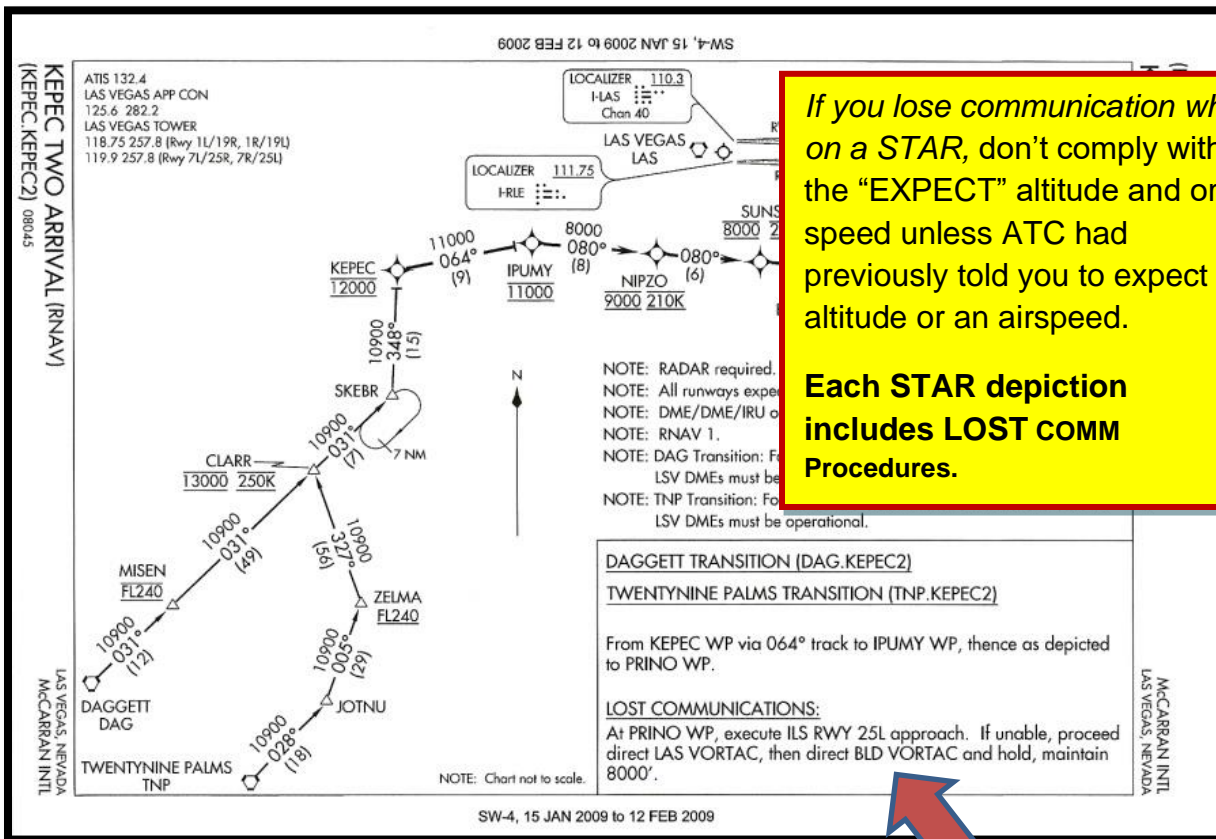 SW-4, 15 JAN 2009 to 12 FEB 2009
KEPEC TWO ARRIVAL (RNAV)
(KEPEC.KEPEC2) 08045
ATIS 132.4
LAS VEGAS APP CON
125.6 282.2
LAS VEGAS TOWER
118.75 257.8 (Rwy 1L/19R, 1R/19L)
119.9 257.8 (Rwy 7L/25R, 7R/25L)
LOCALIZER 110.3
I-LAS
Chan 40
LAS VEGAS
LAS
LOCALIZER 111.75
I-RLE
If you lose communication
on a STAR, don’t comply with
the “EXPECT” altitude and
speed unless ATC had
previously told you to expect
altitude or an airspeed.
Each STAR depiction
includes LOST COMM
Procedures.
KEPEC
12000
11000
064°
(9)
IPUMY
11000
8000
080°
(8)
NIPZO
9000 210K
080°
(6)
8000
10900
348°
(15)
SKEBR
7 NM
N
10900
031°
(7)
CLARR
13000 250K
10900
031°
(49)
10900
327°
(56)
MISEN
FL240
ZELMA
FL240
10900
031°
(12)
10900
005°
(29)
DAGGETT
DAG
JOTNU
10900
028°
(18)
TWENTYNINE PALMS
TNP
NOTE: RADAR required.
NOTE: All runways
NOTE: DME/DME/IRU
NOTE: RNAV 1.
NOTE: DAG Transition:
LSV DMEs must be
NOTE: TNP Transition:
LSV DMEs must be operational.
DAGGETT TRANSITION (DAG.KEPEC2)
TWENTYNINE PALMS TRANSITION (TNP.KEPEC2)
From KEPEC WP via 064° track to IPUMY WP, thence as depicted
to PRINO WP.
LOST COMMUNICATIONS:
At PRINO WP, execute ILS RWY 25L approach. If unable, proceed
direct LAS VORTAC, then direct BLD VORTAC and hold, maintain
8000’.
NOTE: Chart not to scale.
LAS VEGAS, NEVADA
McCARRAN INTL
McCARRAN INTL
LAS VEGAS, NEVADA
SW-4, 15 JAN 2009 to 12 FEB 2009